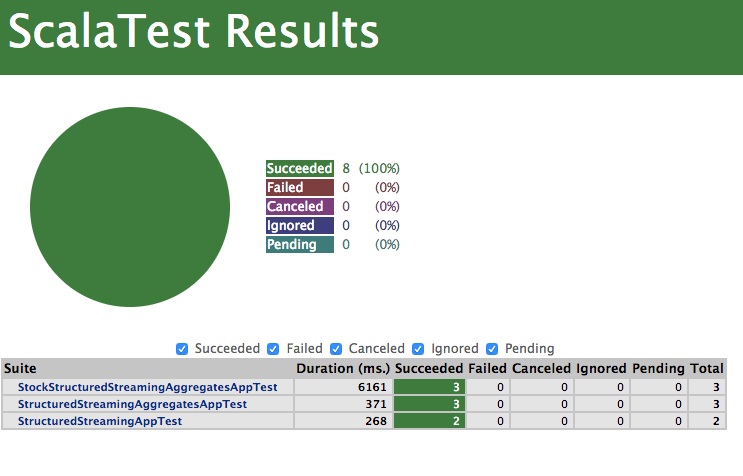 ScalaTest Results
Succeeded 8 (100%)
Failed 0 (0%)
Canceled 0 (0%)
Ignored 0 (0%)
Pending 0 (0%)
Succeeded Failed Canceled Ignored Pending
Suite Duration (ms.) Succeeded Failed Canceled Ignored Pending Total
StockStructuredStreamingAggregatesAppTest 6161 3 0 0 0 0 3
StructuredStreamingAggregatesAppTest 371 3 0 0 0 0 3
StructuredStreamingAppTest 268 2 0 0 0 0 2